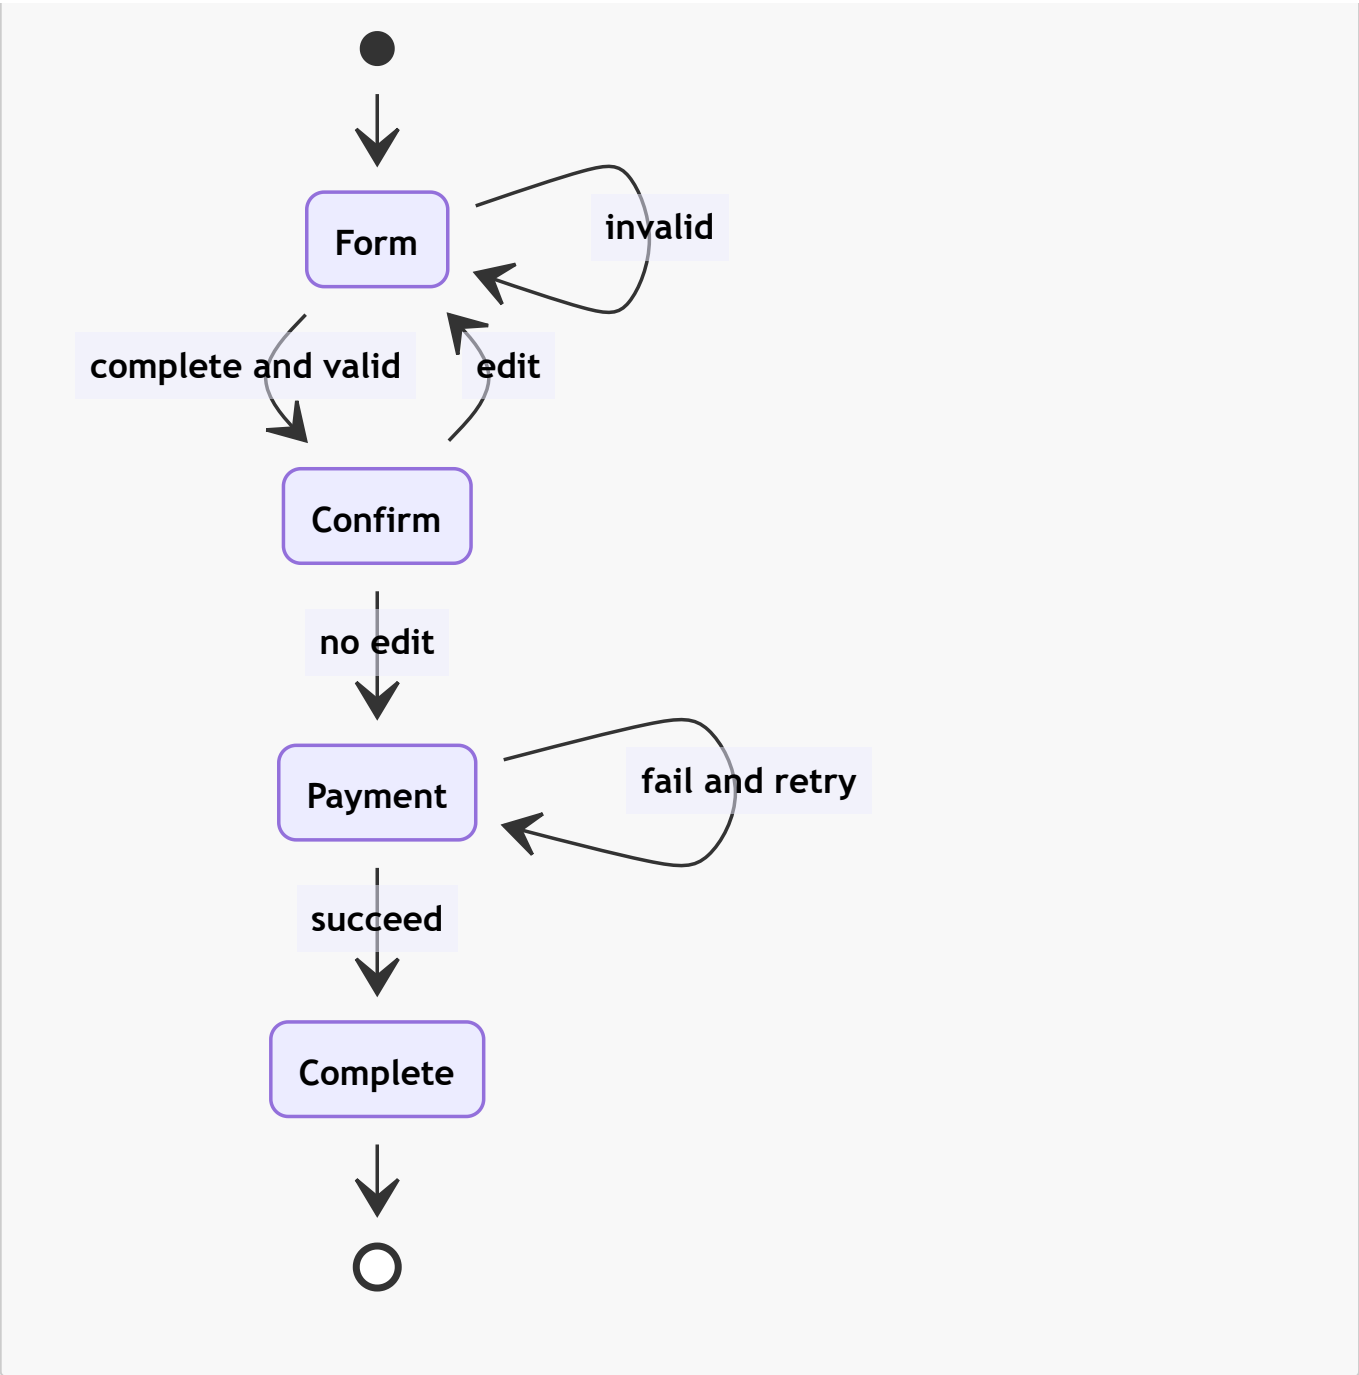 Form
invalid
complete and valid
edit
Confirm
no edit
Payment
fail and retry
succeed
Complete